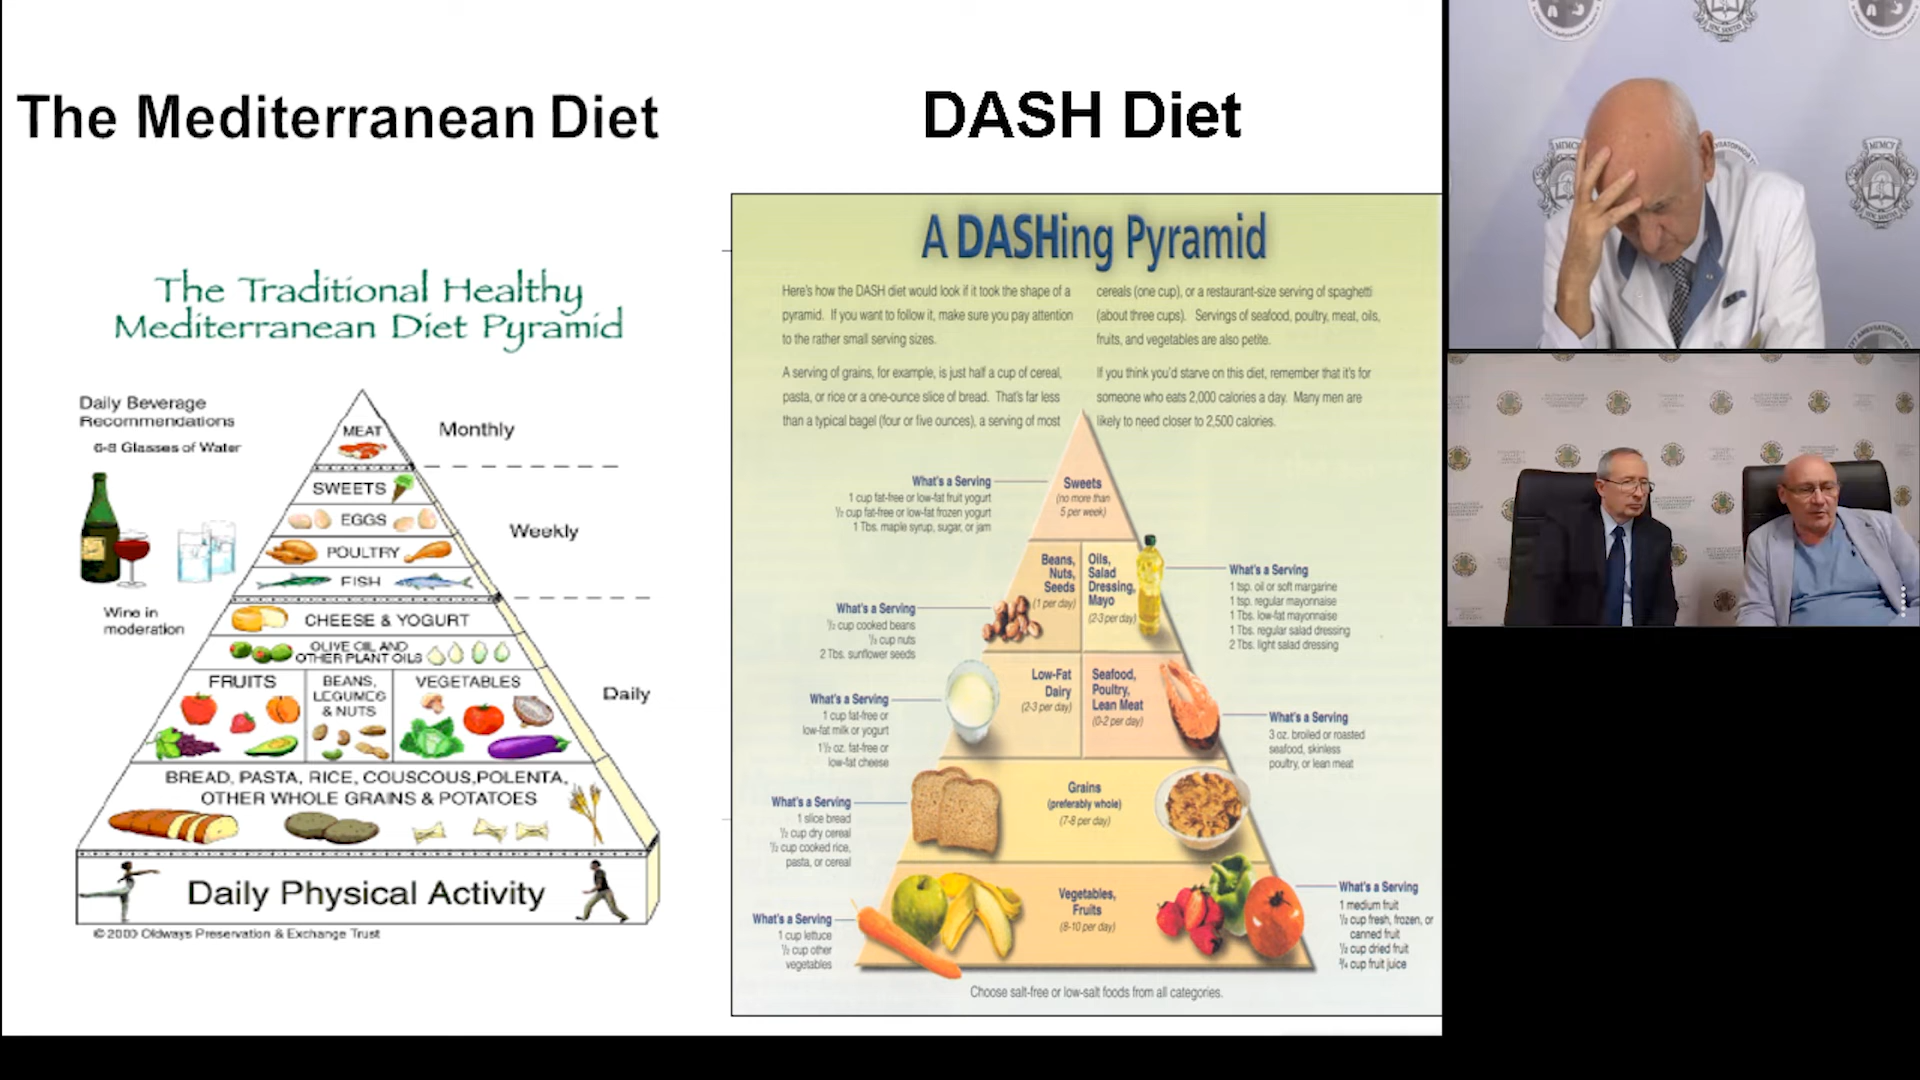 The Mediterranean Diet
The Traditional Healthy
Mediterranean Diet Pyramid
Daily Beverage
Recommendations
6-8 Glasses of Water
Wine in
moderation
MEAT
Monthly
SWEETS
EGGS
Weekly
POULTRY
FISH
CHEESE & YOGURT
OLIVE OIL AND
OTHER PLANT OILS
FRUITS
BEANS,
LEGUMES
& NUTS
VEGETABLES
Daily
BREAD, PASTA, RICE, COUSCOUS,POLENTA,
OTHER WHOLE GRAINS & POTATOES
Daily Physical Activity
© 2000 Oldways Preservation & Exchange Trust
DASH Diet
A DASHing Pyramid
Here's how the DASH diet would look if it took the shape of a
pyramid. If you want to follow it, make sure you pay attention
to the rather small serving sizes.
A serving of grains, for example, is just half a cup of cereal,
pasta, or rice or a one-ounce slice of bread. That's far less
than a typical bagel (four or five ounces), a serving of most
cereals (one cup), or a restaurant-size serving of spaghetti
(about three cups). Servings of seafood, poultry, meat, oils,
fruits, and vegetables are also petite.
If you think you'd starve on this diet, remember that it's for
someone who eats 2,000 calories a day. Many men are
likely to need closer to 2,500 calories.
What's a Serving
1 cup fat-free or low-fat fruit yogurt
½ cup fat-free or low-fat frozen yogurt
1 Tbs. maple syrup, sugar, or jam
Sweets
(no more than
5 per week)
Beans,
Nuts,
Seeds
(1 per day)
Oils,
Salad
Dressing,
Mayo
(2-3 per day)
What's a Serving
1 tsp. oil or soft margarine
1 tsp. regular mayonnaise
1 Tbs. low-fat mayonnaise
1 Tbs. regular salad dressing
2 Tbs. light salad dressing
What's a Serving
½ cup cooked beans
⅓ cup nuts
2 Tbs. sunflower seeds
Low-Fat
Dairy
(2-3 per day)
Seafood,
Poultry,
Lean Meat
(0-2 per day)
What's a Serving
1 cup fat-free or
low-fat milk or yogurt
1½ oz. fat-free or
low-fat cheese
What's a Serving
3 oz. broiled or roasted
seafood, skinless
poultry, or lean meat
Grains
(preferably whole)
(7-8 per day)
What's a Serving
1 slice bread
½ cup dry cereal
½ cup cooked rice,
pasta, or cereal
Vegetables,
Fruits
(8-10 per day)
What's a Serving
1 cup lettuce
½ cup other
vegetables
What's a Serving
1 medium fruit
½ cup fresh, frozen, or
canned fruit
½ cup dried fruit
¾ cup fruit juice
Choose salt-free or low-salt foods from all categories.
МГМСУ
МГМСУ